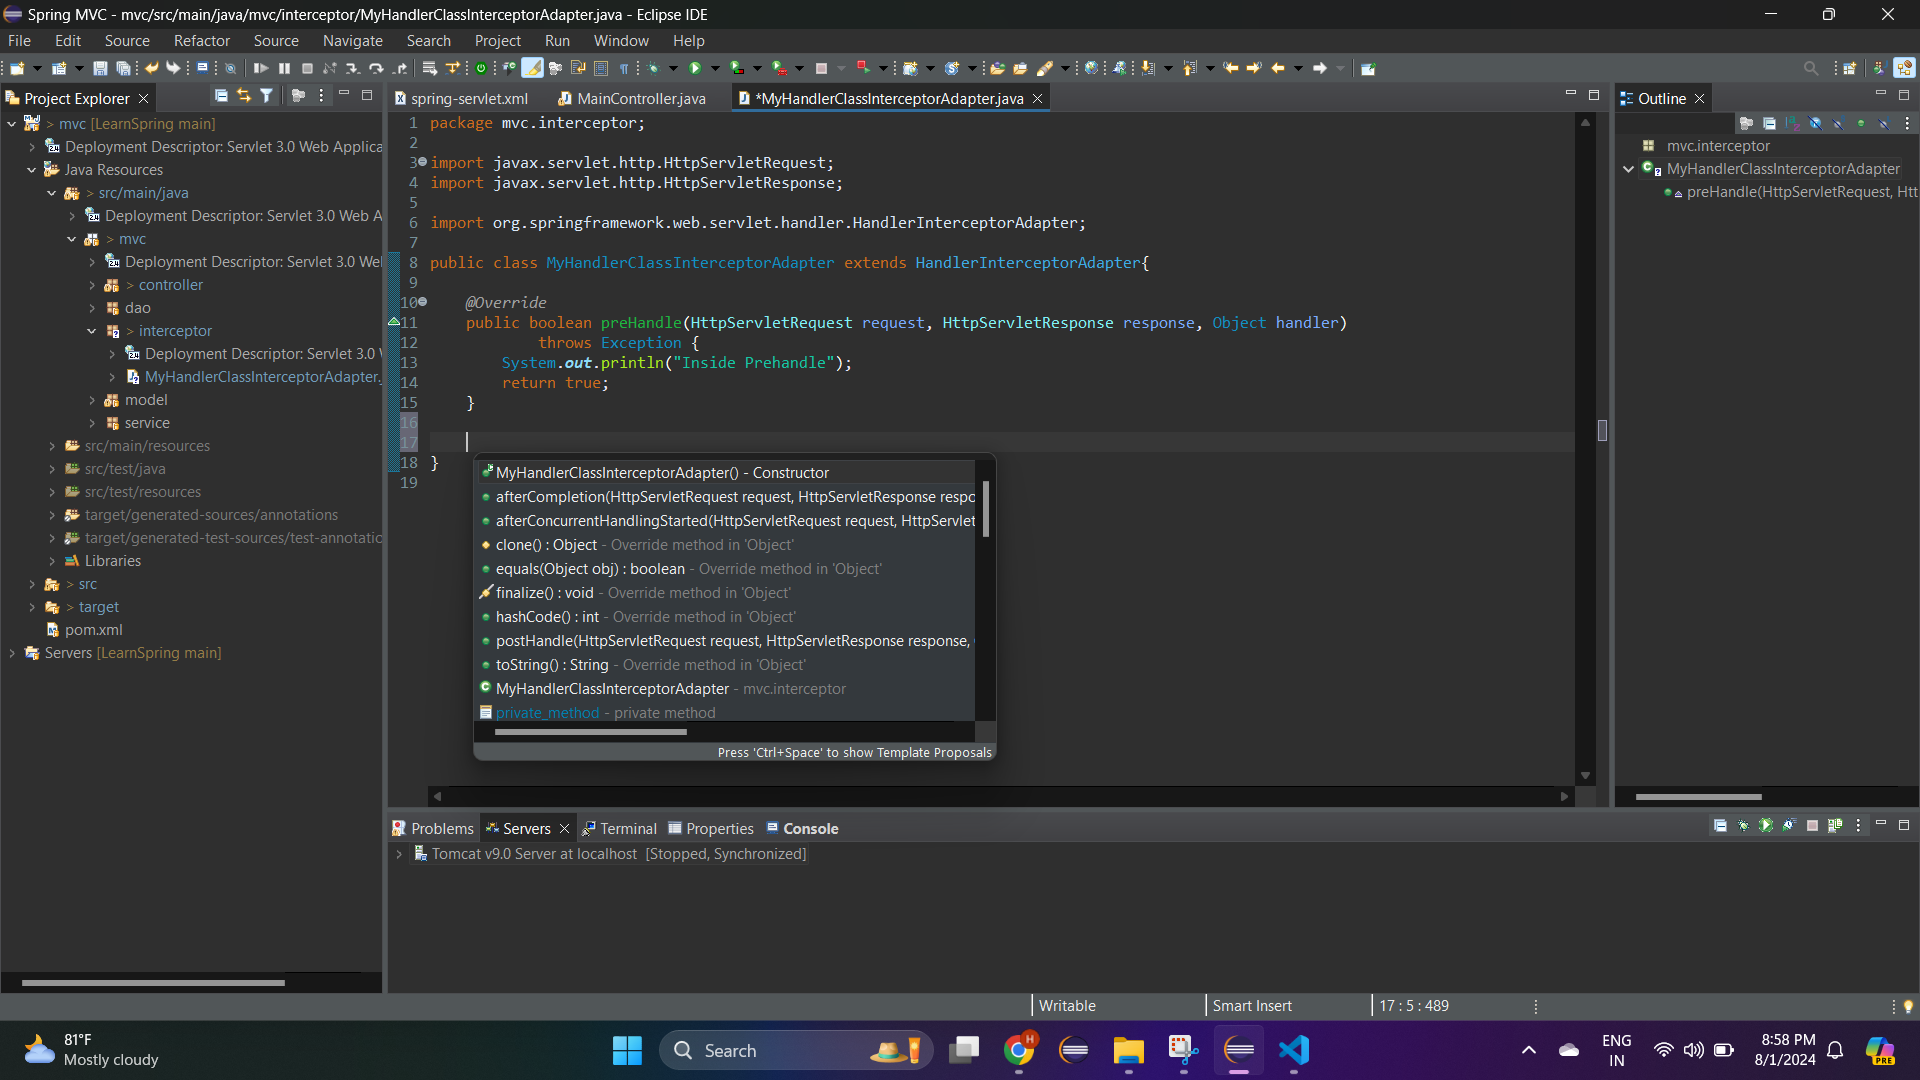 Spring MVC - mvc/src/main/java/mvc/interceptor/MyHandlerClassInterceptorAdapter.java - Eclipse IDE
File Edit Source Refactor Source Navigate Search Project Run Window Help
Project Explorer
spring-servlet.xml MainController.java *MyHandlerClassInterceptorAdapter.java
Outline
> mvc [LearnSpring main]
Deployment Descriptor: Servlet 3.0 Web Applica
Java Resources
> src/main/java
Deployment Descriptor: Servlet 3.0 Web A
> mvc
Deployment Descriptor: Servlet 3.0 We
> controller
dao
> interceptor
Deployment Descriptor: Servlet 3.0
MyHandlerClassInterceptorAdapter.
model
service
src/main/resources
src/test/java
src/test/resources
target/generated-sources/annotations
target/generated-test-sources/test-annotatio
Libraries
> src
> target
pom.xml
Servers [LearnSpring main]
1 package mvc.interceptor;
2
3 import javax.servlet.http.HttpServletRequest;
4 import javax.servlet.http.HttpServletResponse;
5
6 import org.springframework.web.servlet.handler.HandlerInterceptorAdapter;
7
8 public class MyHandlerClassInterceptorAdapter extends HandlerInterceptorAdapter{
9
10 @Override
11 public boolean preHandle(HttpServletRequest request, HttpServletResponse response, Object handler)
12 throws Exception {
13 System.out.println("Inside Prehandle");
14 return true;
15 }
16
17
18 }
19
MyHandlerClassInterceptorAdapter() - Constructor
afterCompletion(HttpServletRequest request, HttpServletResponse respo
afterConcurrentHandlingStarted(HttpServletRequest request, HttpServlet
clone() : Object - Override method in 'Object'
equals(Object obj) : boolean - Override method in 'Object'
finalize() : void - Override method in 'Object'
hashCode() : int - Override method in 'Object'
postHandle(HttpServletRequest request, HttpServletResponse response,
toString() : String - Override method in 'Object'
MyHandlerClassInterceptorAdapter - mvc.interceptor
private_method - private method
Press 'Ctrl+Space' to show Template Proposals
mvc.interceptor
MyHandlerClassInterceptorAdapter
preHandle(HttpServletRequest, Htt
Problems Servers Terminal Properties Console
Tomcat v9.0 Server at localhost [Stopped, Synchronized]
Writable Smart Insert 17 : 5 : 489
81°F
Mostly cloudy
Search
H
ENG
IN
8:58 PM
8/1/2024
PRE